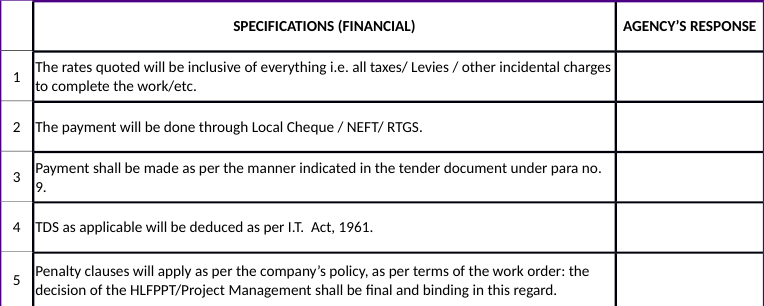 SPECIFICATIONS (FINANCIAL)
AGENCY’S RESPONSE
1
The rates quoted will be inclusive of everything i.e. all taxes/ Levies / other incidental charges
to complete the work/etc.
2
The payment will be done through Local Cheque / NEFT/ RTGS.
3
Payment shall be made as per the manner indicated in the tender document under para no.
9.
4
TDS as applicable will be deducted as per I.T.  Act, 1961.
5
Penalty clauses will apply as per the company’s policy, as per terms of the work order: the
decision of the HLFPPT/Project Management shall be final and binding in this regard.